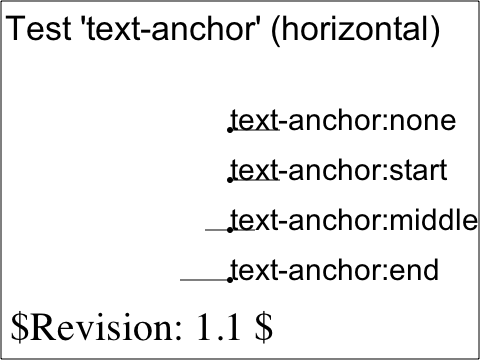 Test 'text-anchor' (horizontal)
text-anchor:none
text-anchor:start
text-anchor:middle
text-anchor:end
$Revision: 1.1 $